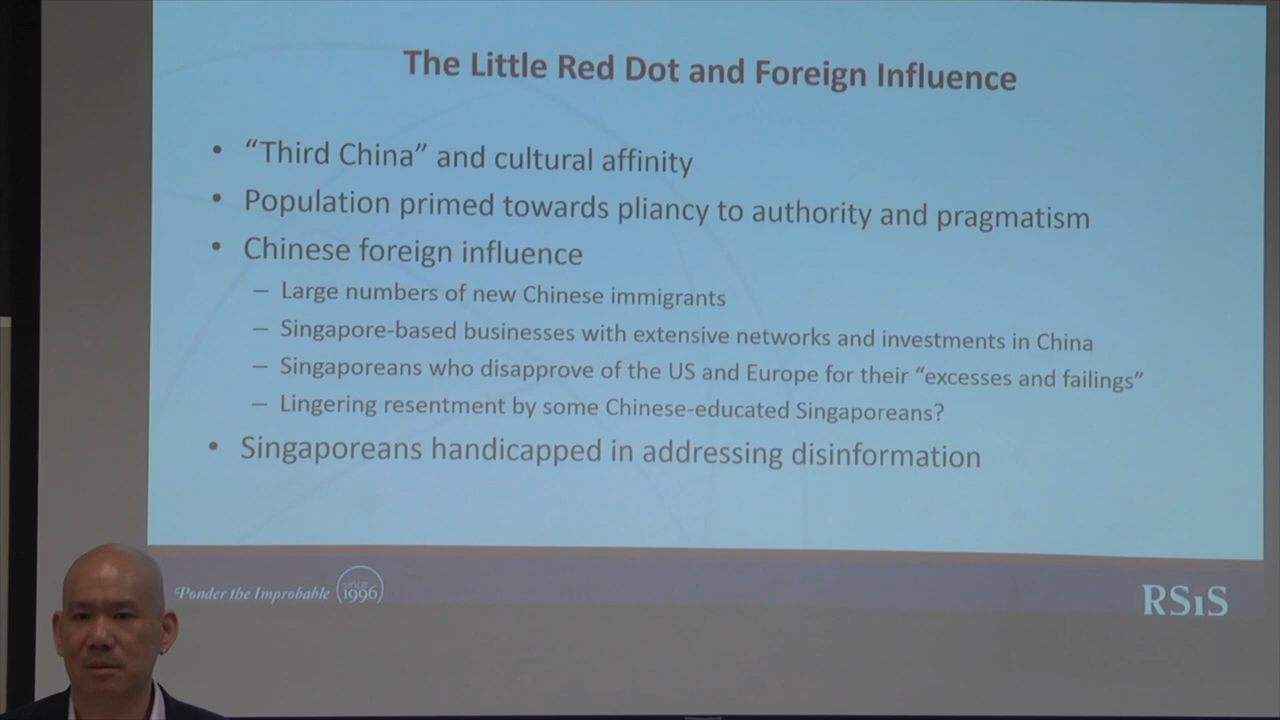 The Little Red Dot and Foreign Influence
• “Third China” and cultural affinity
• Population primed towards pliancy to authority and pragmatism
• Chinese foreign influence
– Large numbers of new Chinese immigrants
– Singapore-based businesses with extensive networks and investments in China
– Singaporeans who disapprove of the US and Europe for their “excesses and failings”
– Lingering resentment by some Chinese-educated Singaporeans?
• Singaporeans handicapped in addressing disinformation
Ponder the Improbable
since
1996
RSiS